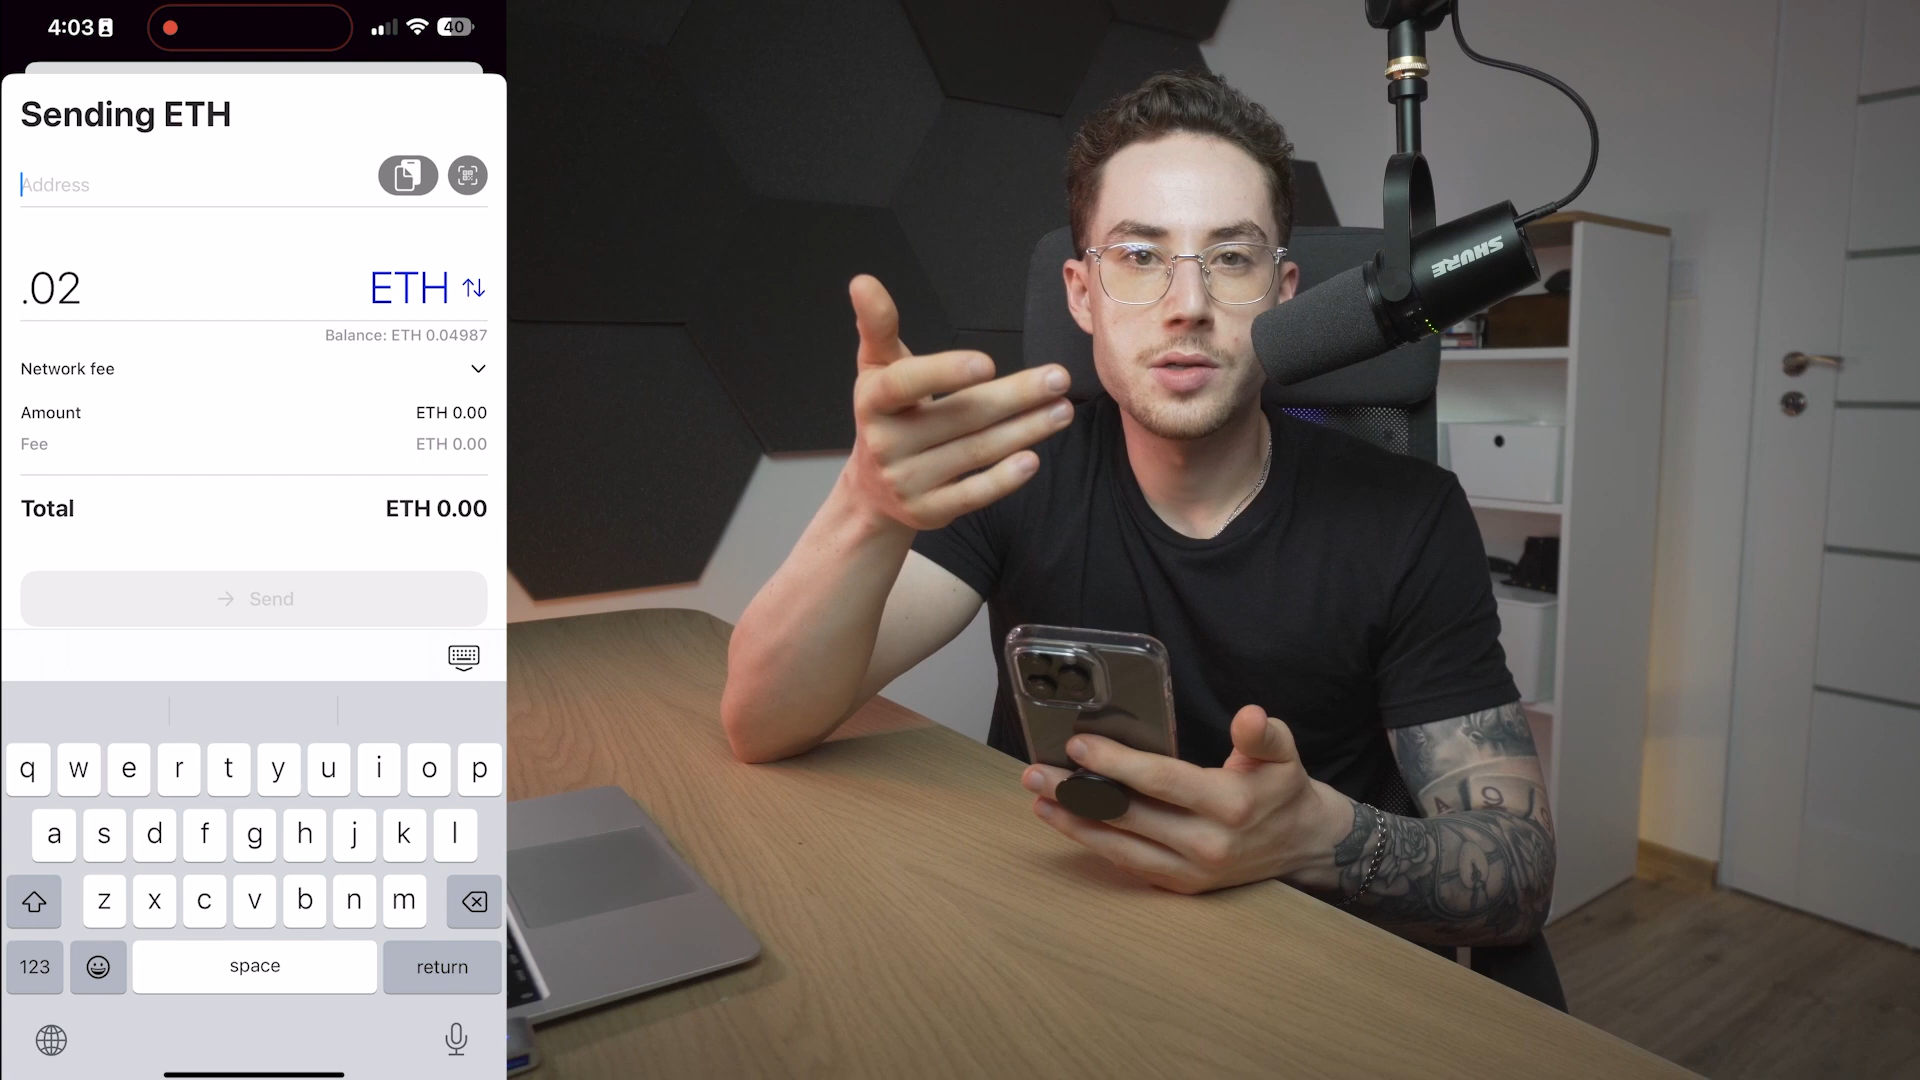 4:03
40
Sending ETH
Address
.02
ETH
Balance: ETH 0.04987
Network fee
Amount
ETH 0.00
Fee
ETH 0.00
Total
ETH 0.00
Send
q w e r t y u i o p
a s d f g h j k l
z x c v b n m
123
space
return
SHURE
A 9